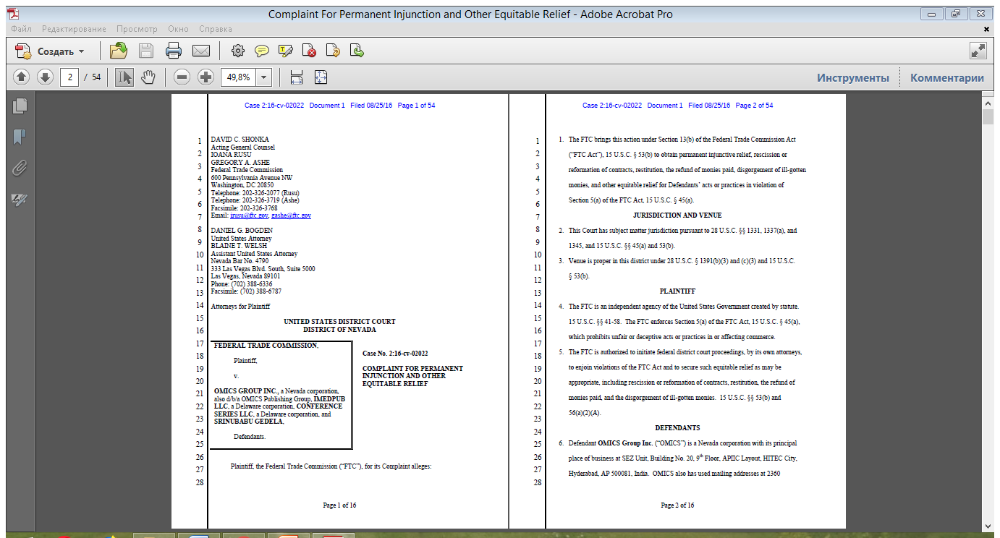 Complaint For Permanent Injunction and Other Equitable Relief - Adobe Acrobat Pro
Файл Редактирование Просмотр Окно Справка
Создать
2 / 54 49,8% Инструменты Комментарии
Case 2:16-cv-02022 Document 1 Filed 08/25/16 Page 1 of 54
1 DAVID C. SHONKA
Acting General Counsel
2 IOANA RUSU
GREGORY A. ASHE
3 Federal Trade Commission
4 600 Pennsylvania Avenue NW
Washington, DC 20850
5 Telephone: 202-326-2077 (Rusu)
Telephone: 202-326-3719 (Ashe)
6 Facsimile: 202-326-3768
7 Email: irusu@ftc.gov, gashe@ftc.gov
8 DANIEL G. BOGDEN
9 United States Attorney
BLAINE T. WELSH
10 Assistant United States Attorney
Nevada Bar No. 4790
11 333 Las Vegas Blvd. South, Suite 5000
12 Las Vegas, Nevada 89101
Phone: (702) 388-6336
13 Facsimile: (702) 388-6787
14 Attorneys for Plaintiff
15 UNITED STATES DISTRICT COURT
16 DISTRICT OF NEVADA
17 FEDERAL TRADE COMMISSION,
18 Case No. 2:16-cv-02022
Plaintiff,
19 COMPLAINT FOR PERMANENT
v. INJUNCTION AND OTHER
20 EQUITABLE RELIEF
21 OMICS GROUP INC., a Nevada corporation,
also d/b/a OMICS Publishing Group, IMEDPUB
22 LLC, a Delaware corporation, CONFERENCE
SERIES LLC, a Delaware corporation, and
23 SRINUBABU GEDELA,
24 Defendants.
25
26
27 Plaintiff, the Federal Trade Commission (“FTC”), for its Complaint alleges:
28
Page 1 of 16
Case 2:16-cv-02022 Document 1 Filed 08/25/16 Page 2 of 54
1 1. The FTC brings this action under Section 13(b) of the Federal Trade Commission Act
2 (“FTC Act”), 15 U.S.C. § 53(b) to obtain permanent injunctive relief, rescission or
3 reformation of contracts, restitution, the refund of monies paid, disgorgement of ill-gotten
4 monies, and other equitable relief for Defendants’ acts or practices in violation of
5
6 Section 5(a) of the FTC Act, 15 U.S.C. § 45(a).
7 JURISDICTION AND VENUE
8 2. This Court has subject matter jurisdiction pursuant to 28 U.S.C. §§ 1331, 1337(a), and
9 1345, and 15 U.S.C. §§ 45(a) and 53(b).
10
11 3. Venue is proper in this district under 28 U.S.C. § 1391(b)(3) and (c)(3) and 15 U.S.C.
12 § 53(b).
13 PLAINTIFF
14 4. The FTC is an independent agency of the United States Government created by statute.
15 15 U.S.C. §§ 41-58. The FTC enforces Section 5(a) of the FTC Act, 15 U.S.C. § 45(a),
16 which prohibits unfair or deceptive acts or practices in or affecting commerce.
17
18 5. The FTC is authorized to initiate federal district court proceedings, by its own attorneys,
19 to enjoin violations of the FTC Act and to secure such equitable relief as may be
20 appropriate, including rescission or reformation of contracts, restitution, the refund of
21 monies paid, and the disgorgement of ill-gotten monies. 15 U.S.C. §§ 53(b) and
22
23 56(a)(2)(A).
24 DEFENDANTS
25 6. Defendant OMICS Group Inc. (“OMICS”) is a Nevada corporation with its principal
26 place of business at SEZ Unit, Building No. 20, 9th Floor, APIIC Layout, HITEC City,
27 Hyderabad, AP 500081, India. OMICS also has used mailing addresses at 2360
28
Page 2 of 16